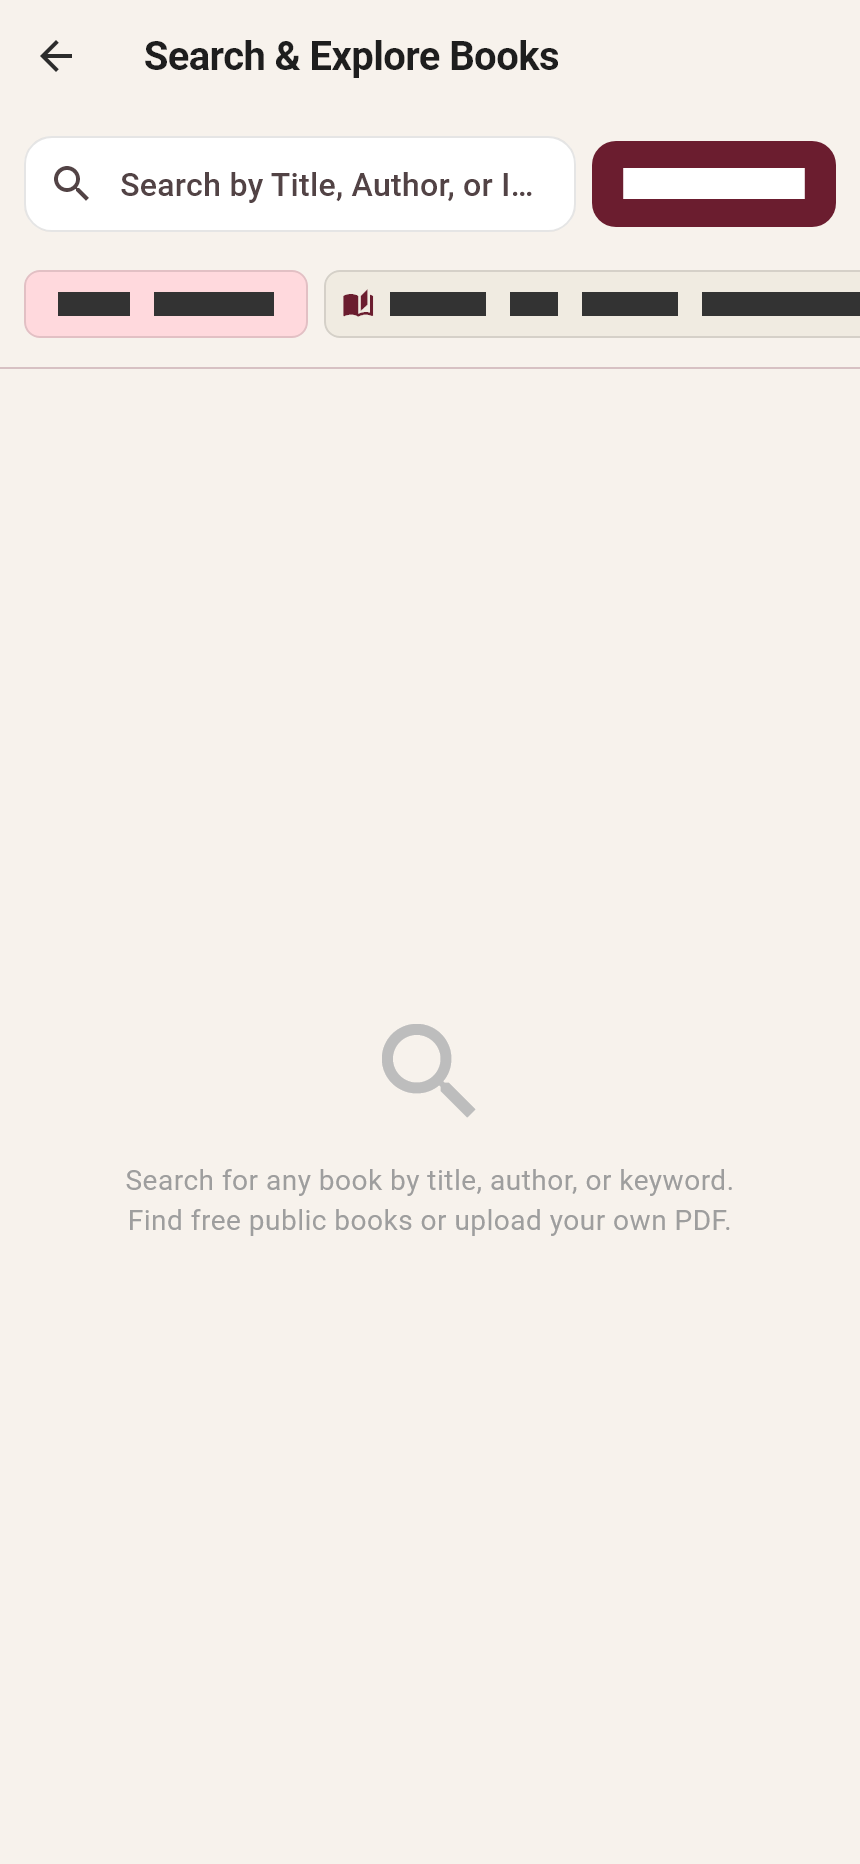 Search & Explore Books
Search by Title, Author, or I...
Search for any book by title, author, or keyword.
Find free public books or upload your own PDF.